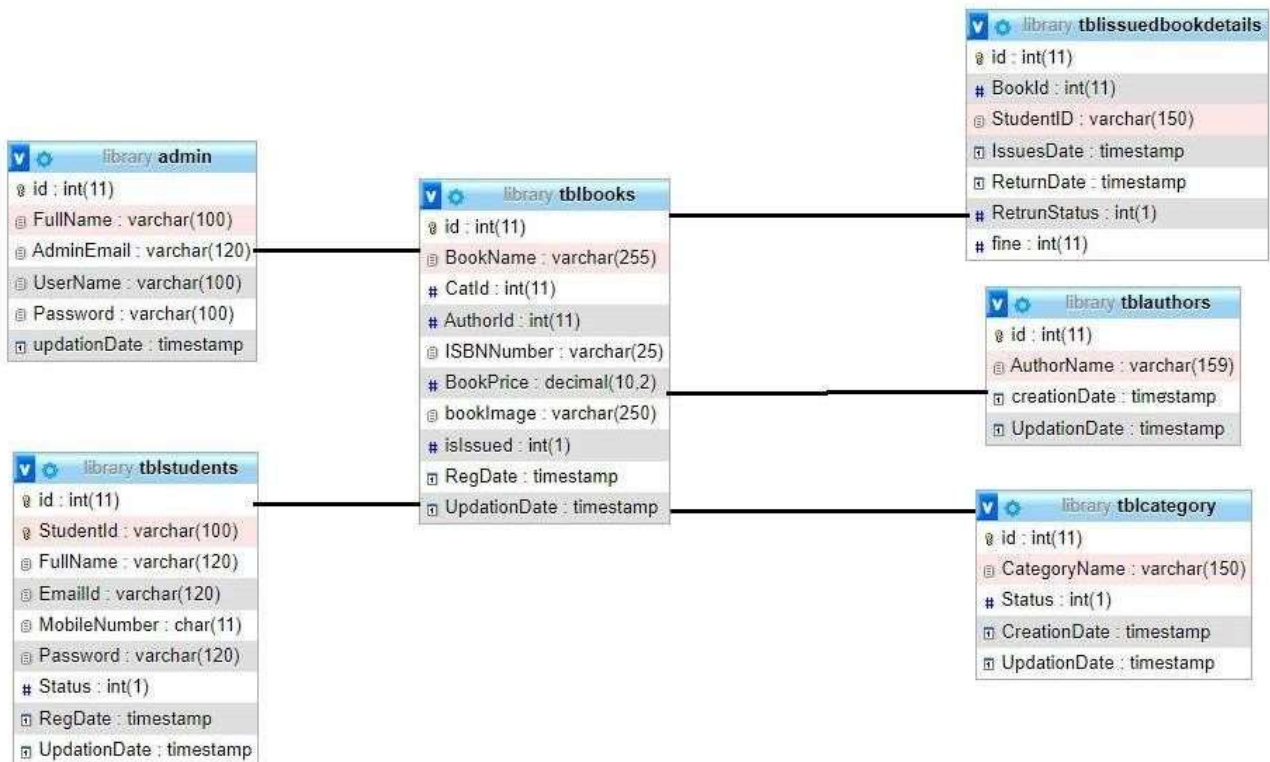 library admin
id : int(11)
FullName : varchar(100)
AdminEmail : varchar(120)
UserName : varchar(100)
Password : varchar(100)
updationDate : timestamp
library tblstudents
id : int(11)
StudentId : varchar(100)
FullName : varchar(120)
EmailId : varchar(120)
MobileNumber : char(11)
Password : varchar(120)
# Status : int(1)
RegDate : timestamp
UpdationDate : timestamp
library tblbooks
id : int(11)
BookName : varchar(255)
# CatId : int(11)
# AuthorId : int(11)
ISBNNumber : varchar(25)
# BookPrice : decimal(10,2)
bookImage : varchar(250)
# isIssued : int(1)
RegDate : timestamp
UpdationDate : timestamp
library tblissuedbookdetails
id : int(11)
# BookId : int(11)
StudentID : varchar(150)
IssuesDate : timestamp
ReturnDate : timestamp
# RetrunStatus : int(1)
# fine : int(11)
library tblauthors
id : int(11)
AuthorName : varchar(159)
creationDate : timestamp
UpdationDate : timestamp
library tblcategory
id : int(11)
CategoryName : varchar(150)
# Status : int(1)
CreationDate : timestamp
UpdationDate : timestamp